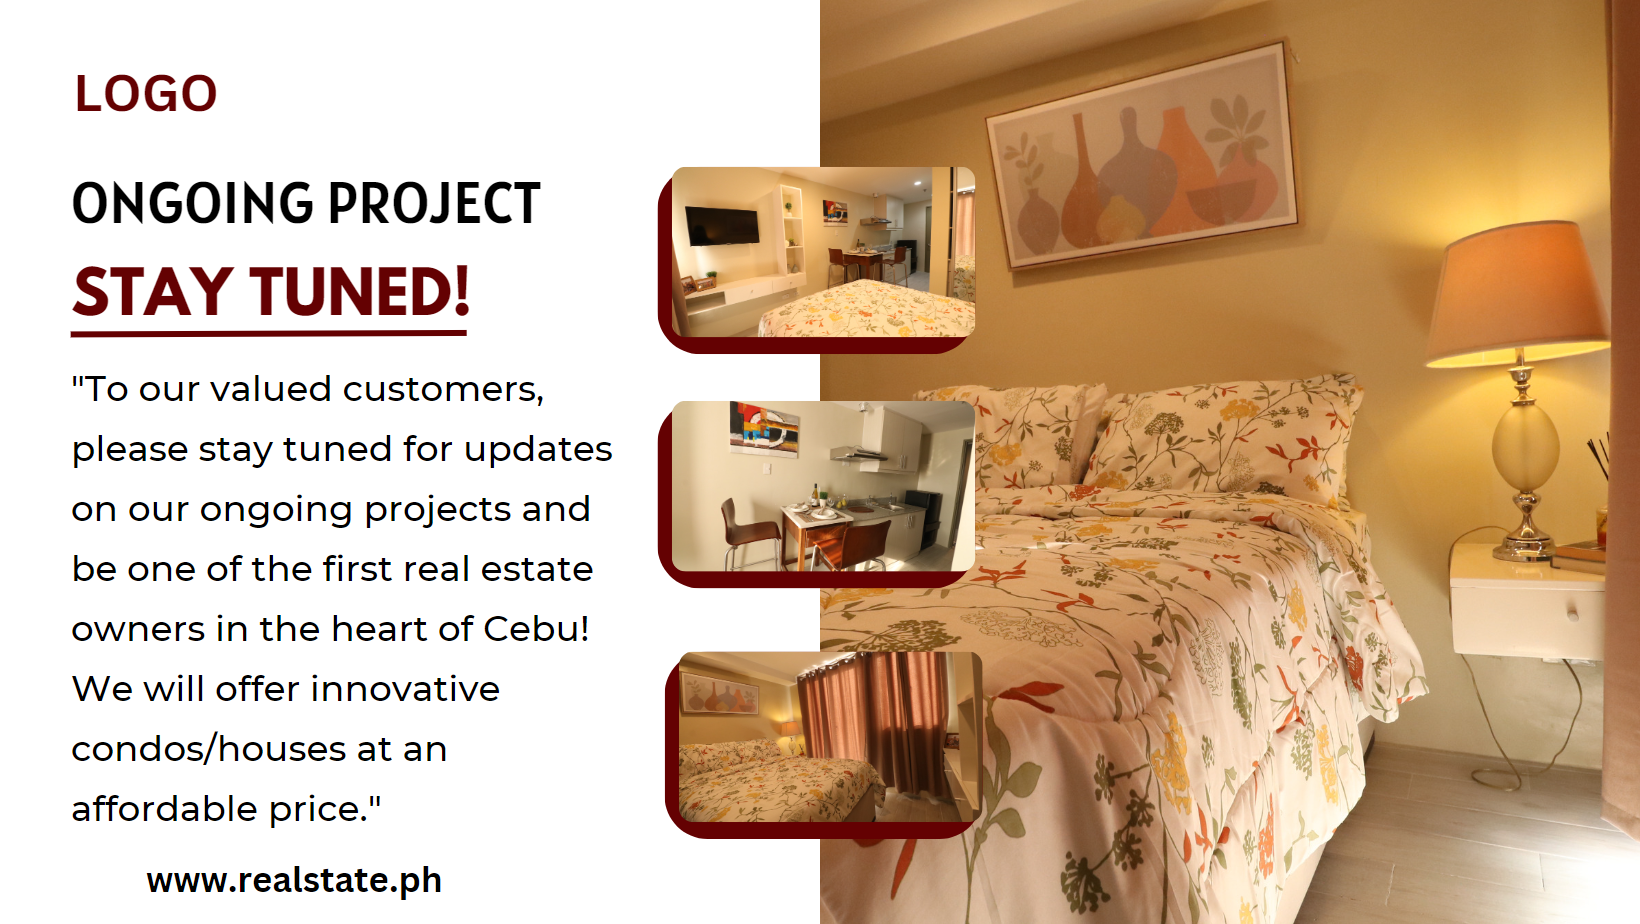 LOGO
ONGOING PROJECT
STAY TUNED!
"To our valued customers,
please stay tuned for updates
on our ongoing projects and
be one of the first real estate
owners in the heart of Cebu!
We will offer innovative
condos/houses at an
affordable price."
www.realstate.ph